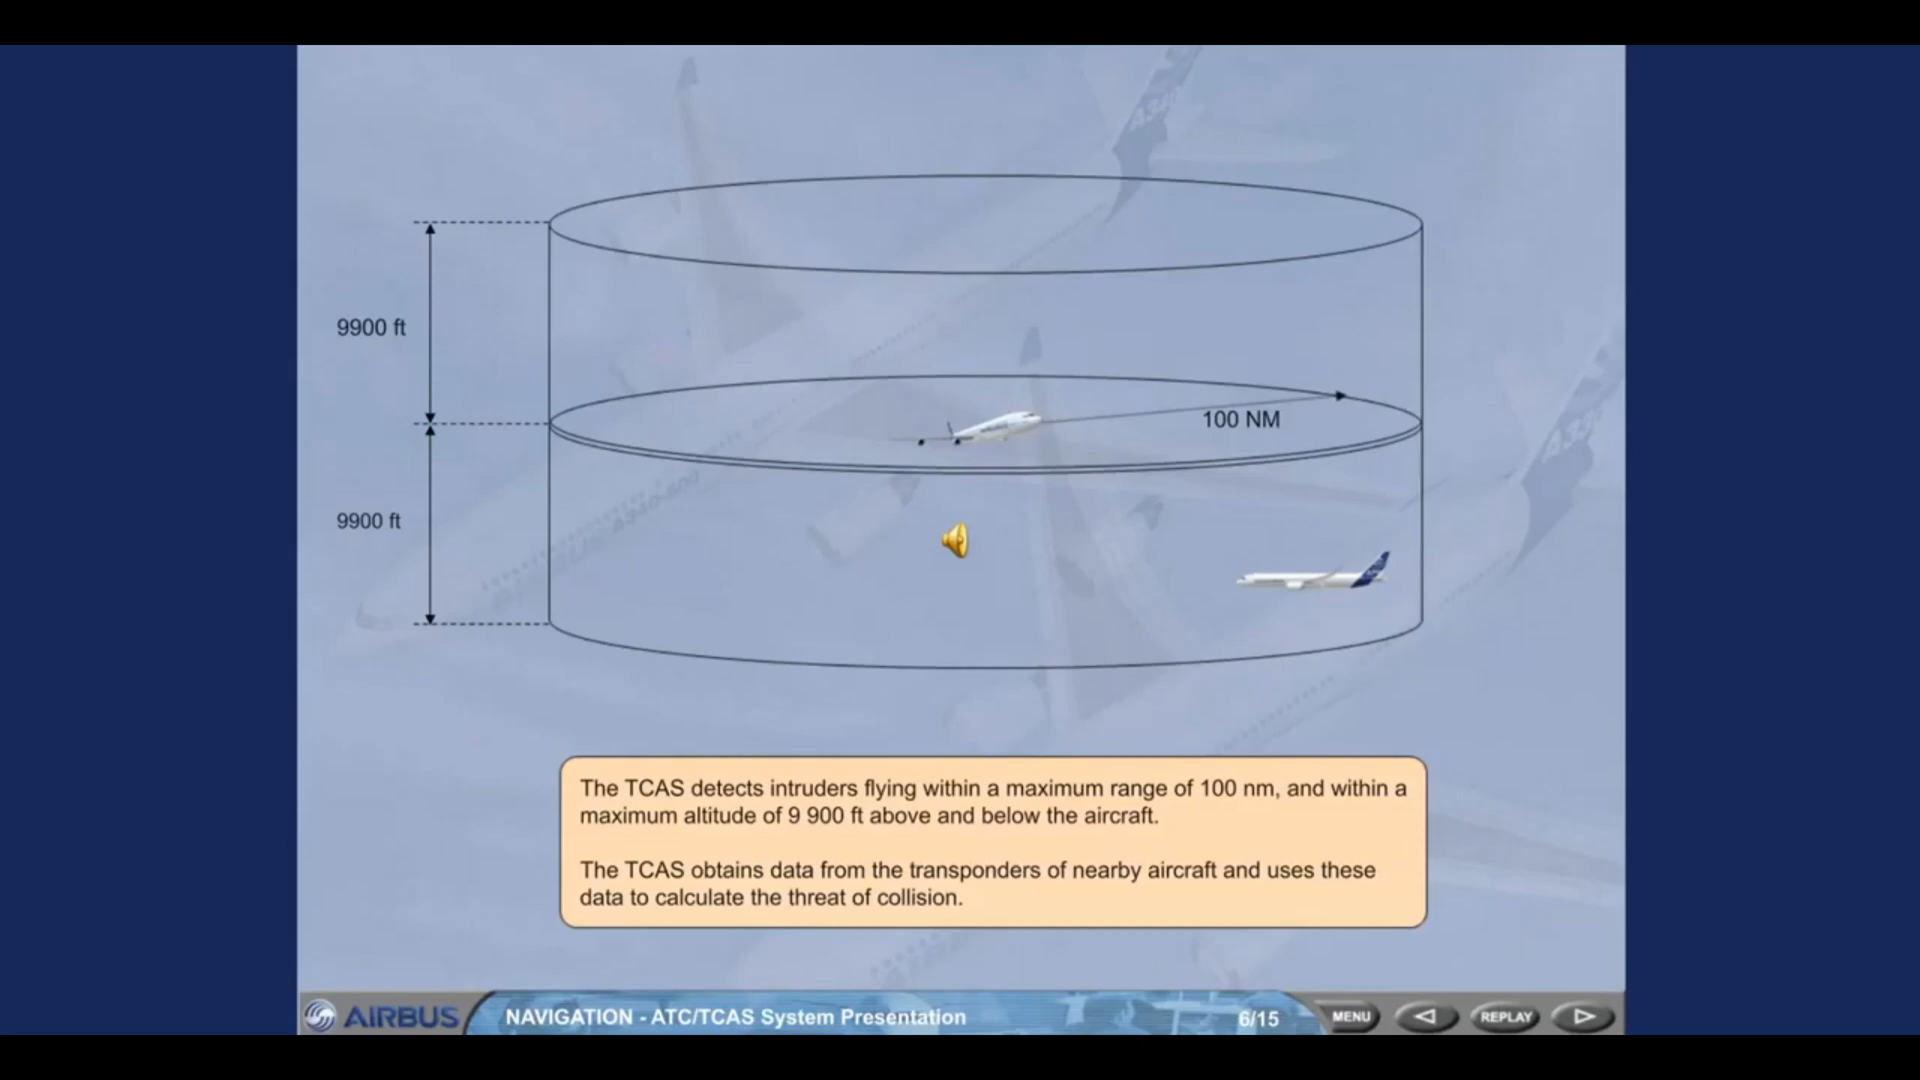 9900 ft
100 NM
9900 ft
The TCAS detects intruders flying within a maximum range of 100 nm, and within a
maximum altitude of 9 900 ft above and below the aircraft.
The TCAS obtains data from the transponders of nearby aircraft and uses these
data to calculate the threat of collision.
AIRBUS
NAVIGATION - ATC/TCAS System Presentation
6/15
MENU
REPLAY
A340
A340